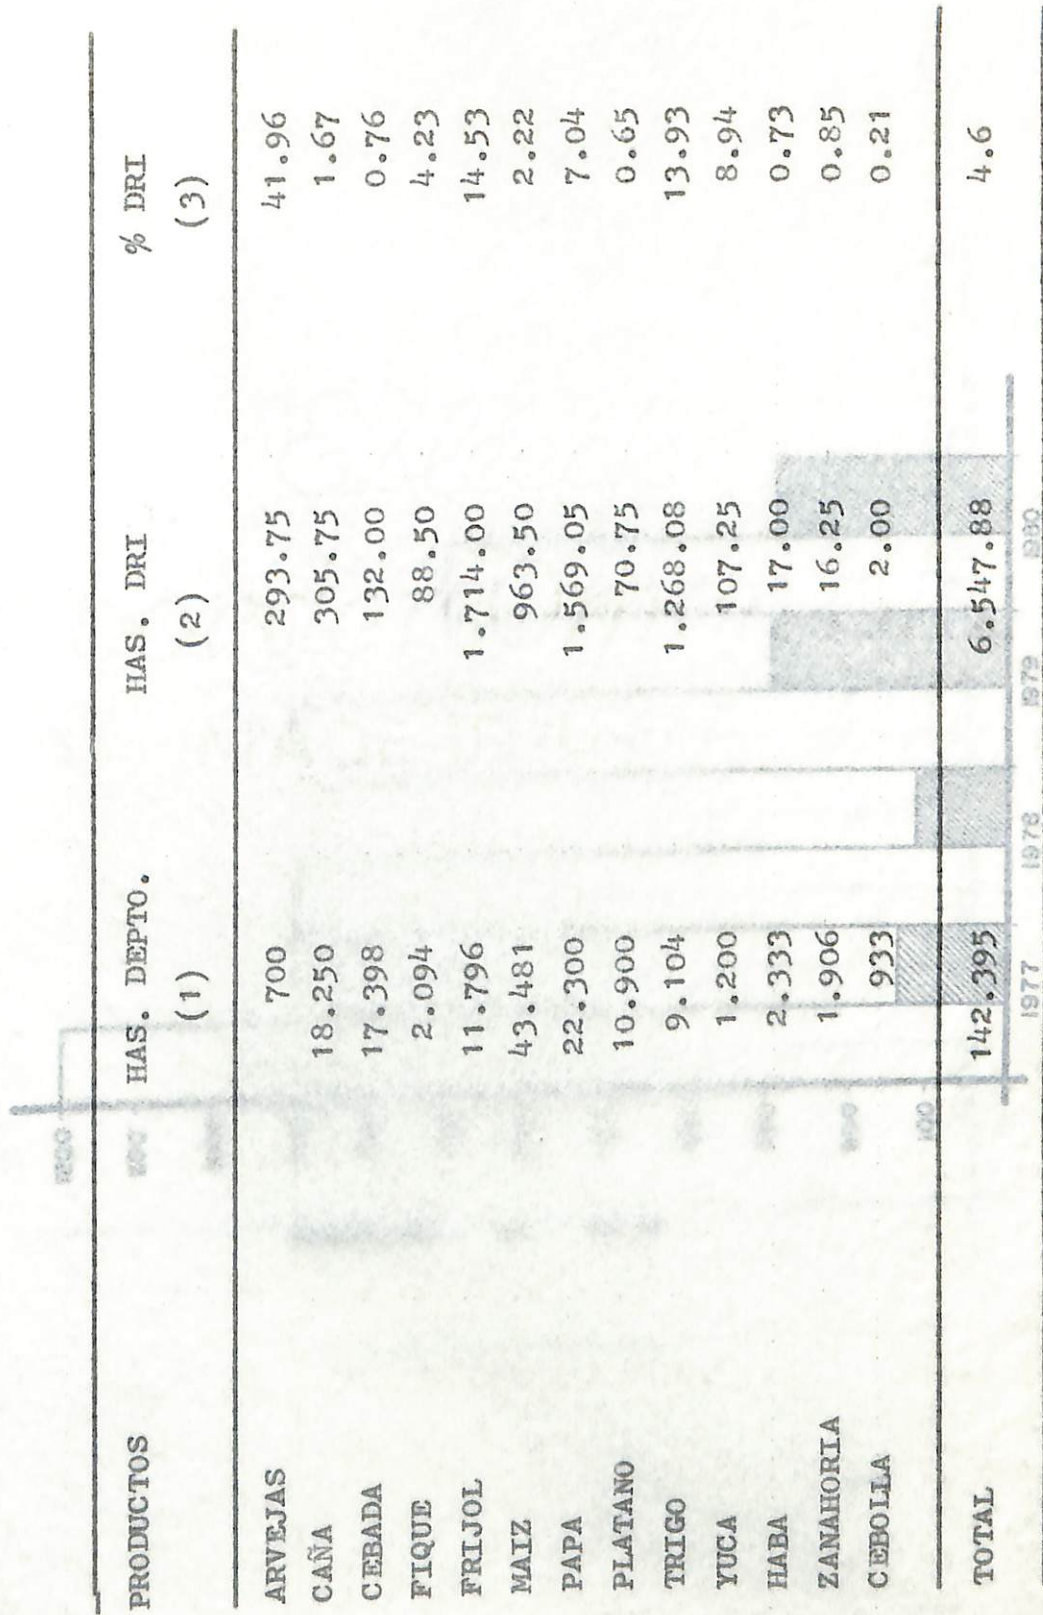 PRODUCTOS HAS. DEPTO. HAS. DRI % DRI
(1) (2) (3)
ARVEJAS 700 293.75 41.96
CAÑA 18.250 305.75 1.67
CEBADA 17.398 132.00 0.76
FIQUE 2.094 88.50 4.23
FRIJOL 11.796 1.714.00 14.53
MAIZ 43.481 963.50 2.22
PAPA 22.300 1.569.05 7.04
PLATANO 10.900 70.75 0.65
TRIGO 9.104 1.268.08 13.93
YUCA 1.200 107.25 8.94
HABA 2.333 17.00 0.73
ZANAHORIA 1.906 16.25 0.85
CEBOLLA 933 2.00 0.21
TOTAL 142.395 6.547.88 4.6
1977 1978 1979 1980